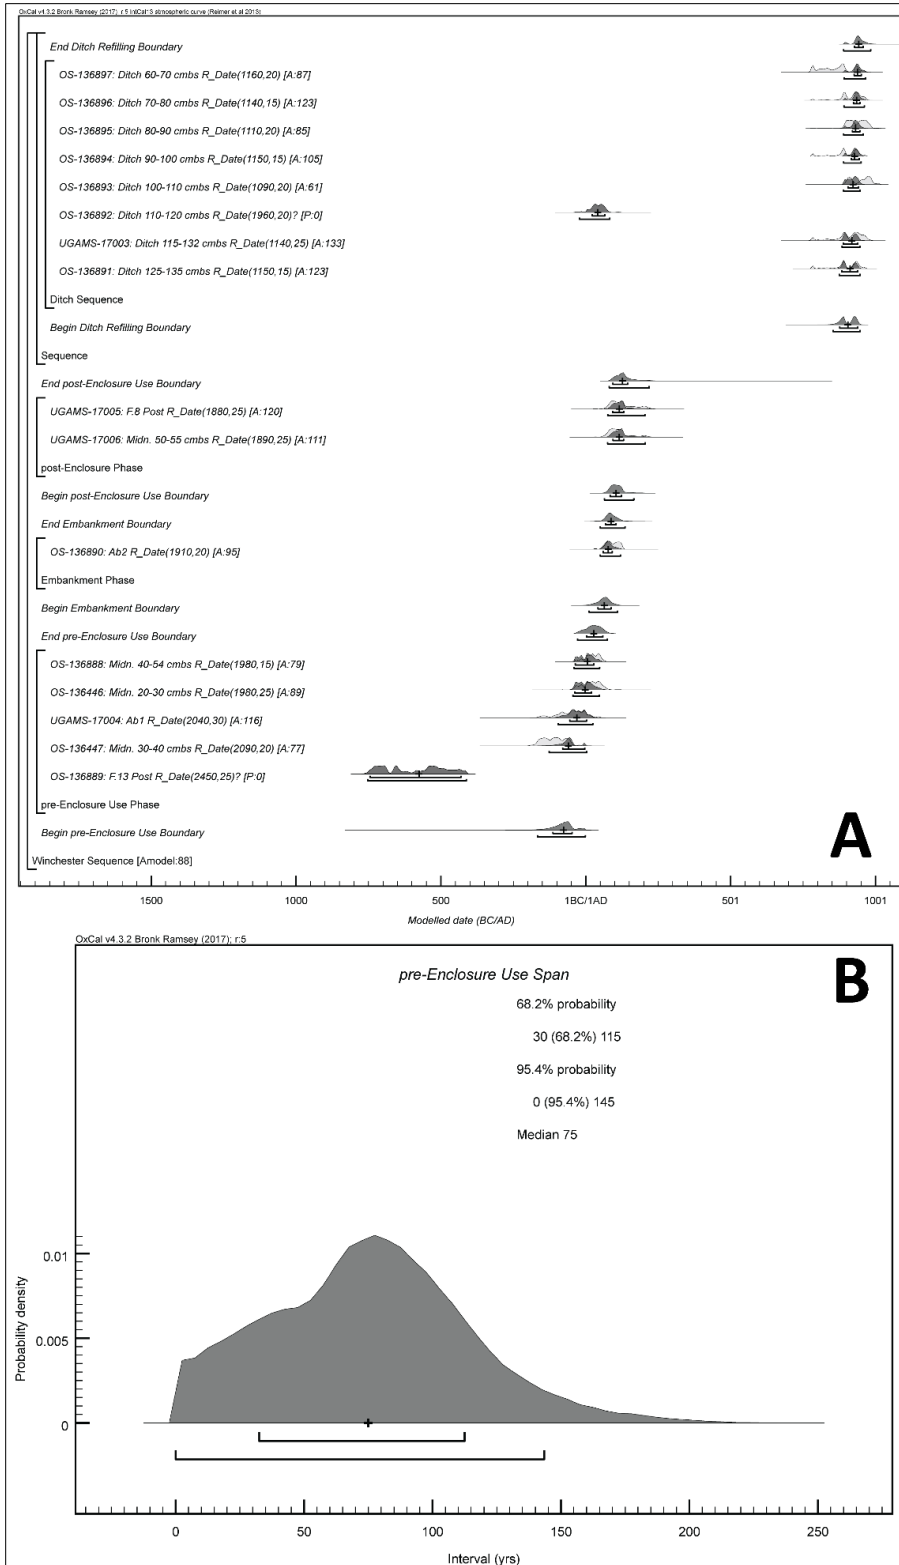 OxCal v4.3.2 Bronk Ramsey (2017); r:5 IntCal13 atmospheric curve (Reimer et al 2013)
End Ditch Refilling Boundary
OS-136897: Ditch 60-70 cmbs R_Date(1160,20) [A:87]
OS-136896: Ditch 70-80 cmbs R_Date(1140,15) [A:123]
OS-136895: Ditch 80-90 cmbs R_Date(1110,20) [A:85]
OS-136894: Ditch 90-100 cmbs R_Date(1150,15) [A:105]
OS-136893: Ditch 100-110 cmbs R_Date(1090,20) [A:61]
OS-136892: Ditch 110-120 cmbs R_Date(1960,20)? [P:0]
UGAMS-17003: Ditch 115-132 cmbs R_Date(1140,25) [A:133]
OS-136891: Ditch 125-135 cmbs R_Date(1150,15) [A:123]
Ditch Sequence
Begin Ditch Refilling Boundary
Sequence
End post-Enclosure Use Boundary
UGAMS-17005: F.8 Post R_Date(1880,25) [A:120]
UGAMS-17006: Midn. 50-55 cmbs R_Date(1890,25) [A:111]
post-Enclosure Phase
Begin post-Enclosure Use Boundary
End Embankment Boundary
OS-136890: Ab2 R_Date(1910,20) [A:95]
Embankment Phase
Begin Embankment Boundary
End pre-Enclosure Use Boundary
OS-136888: Midn. 40-54 cmbs R_Date(1980,15) [A:79]
OS-136446: Midn. 20-30 cmbs R_Date(1980,25) [A:89]
UGAMS-17004: Ab1 R_Date(2040,30) [A:116]
OS-136447: Midn. 30-40 cmbs R_Date(2090,20) [A:77]
OS-136889: F.13 Post R_Date(2450,25)? [P:0]
pre-Enclosure Use Phase
Begin pre-Enclosure Use Boundary
Winchester Sequence [Amodel:88]
A
1500 1000 500 1BC/1AD 501 1001
Modelled date (BC/AD)
OxCal v4.3.2 Bronk Ramsey (2017); r:5
B
pre-Enclosure Use Span
68.2% probability
30 (68.2%) 115
95.4% probability
0 (95.4%) 145
Median 75
0.01
0.005
0
Probability density
0 50 100 150 200 250
Interval (yrs)